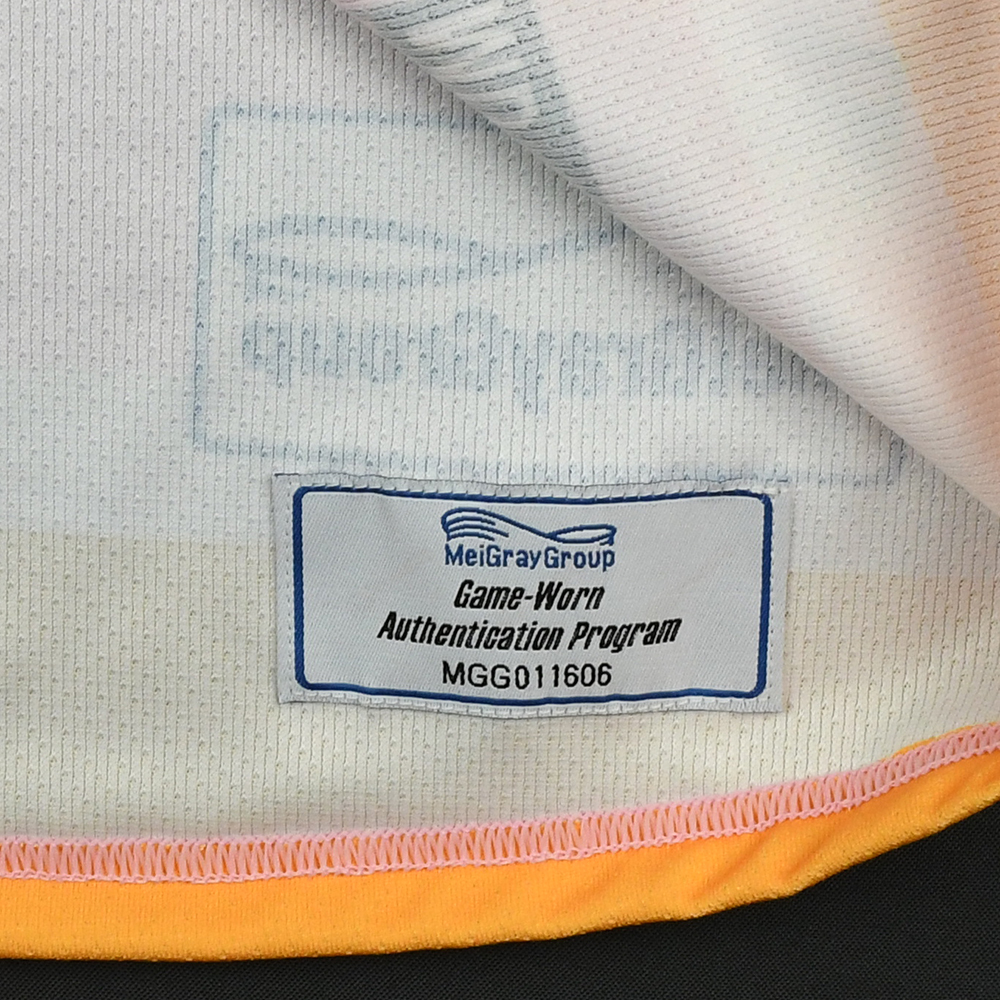 MeiGrayGroup
Game-Worn
Authentication Program
MGG011606